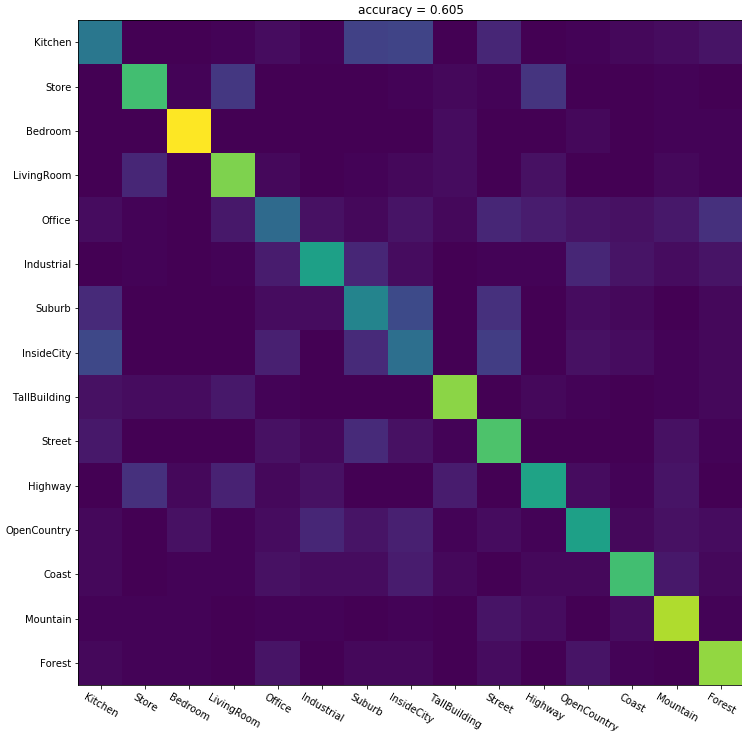 accuracy = 0.605
Kitchen
Store
Bedroom
LivingRoom
Office
Industrial
Suburb
InsideCity
TallBuilding
Street
Highway
OpenCountry
Coast
Mountain
Forest
Kitchen Store Bedroom LivingRoom Office Industrial Suburb InsideCity TallBuilding Street Highway OpenCountry Coast Mountain Forest